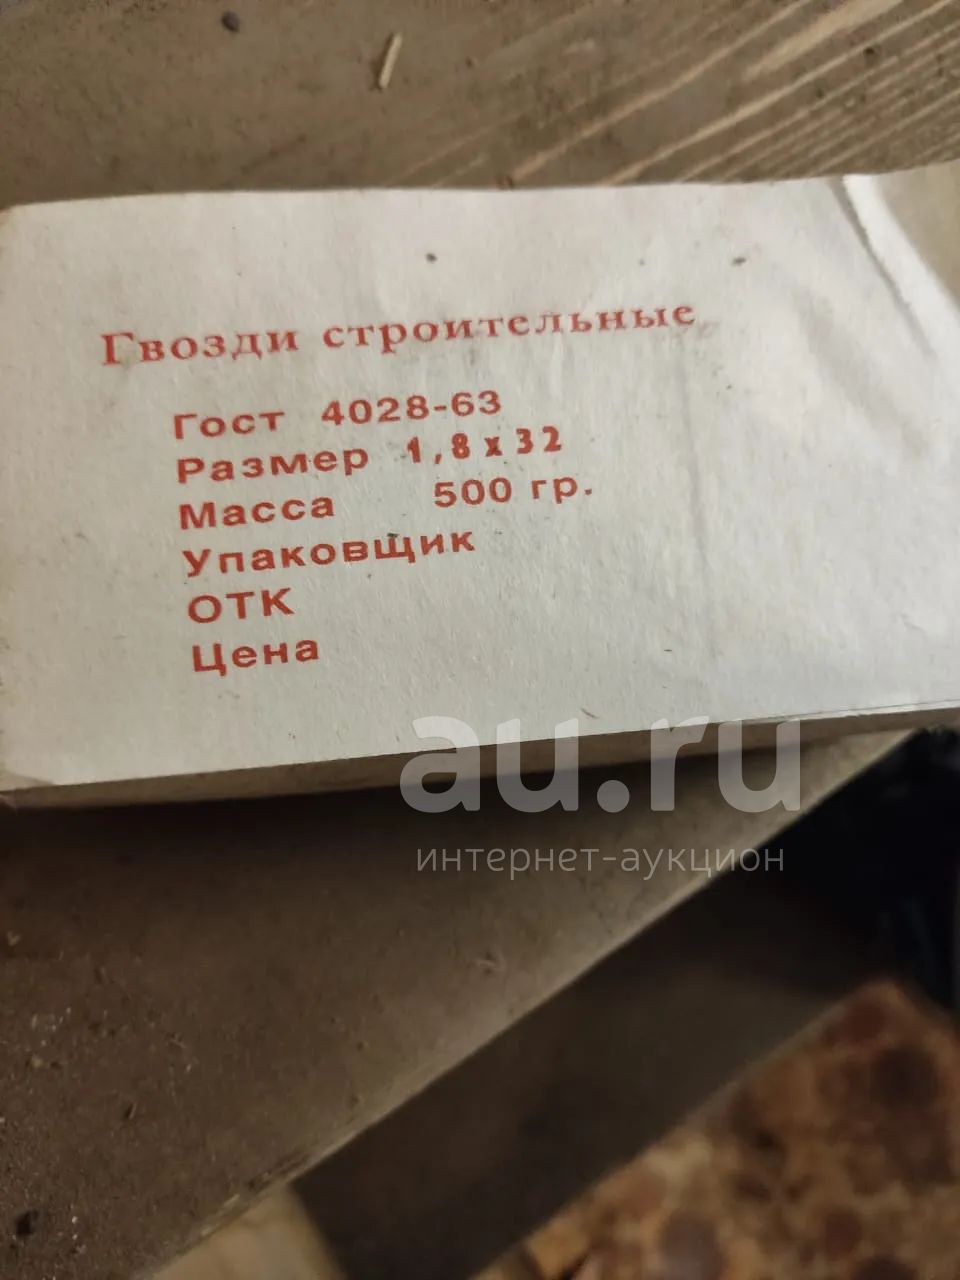 Гвозди строительные
Гост 4028-63
Размер 1,8 х 32
Масса 500 гр.
Упаковщик
ОТК
Цена
au.ru
интернет-аукцион